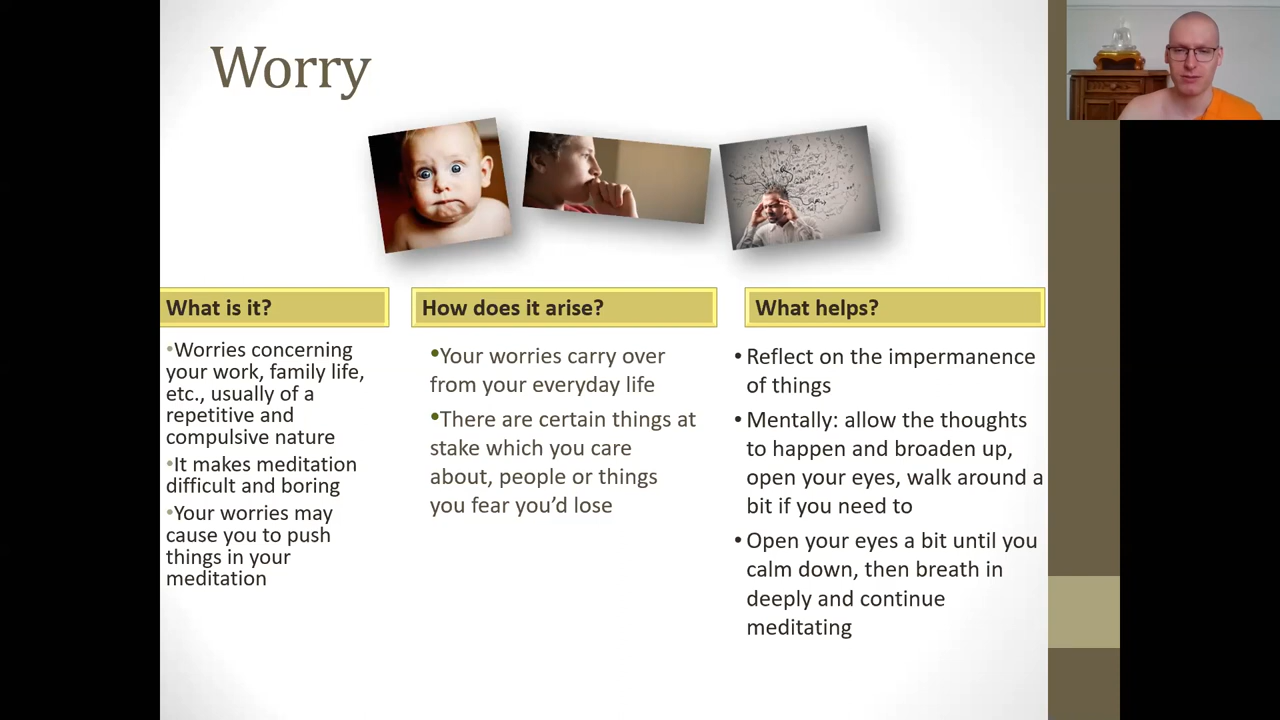 Worry
What is it?
•Worries concerning
your work, family life,
etc., usually of a
repetitive and
compulsive nature
•It makes meditation
difficult and boring
•Your worries may
cause you to push
things in your
meditation
How does it arise?
•Your worries carry over
from your everyday life
•There are certain things at
stake which you care
about, people or things
you fear you’d lose
What helps?
• Reflect on the impermanence
of things
• Mentally: allow the thoughts
to happen and broaden up,
open your eyes, walk around a
bit if you need to
• Open your eyes a bit until you
calm down, then breath in
deeply and continue
meditating